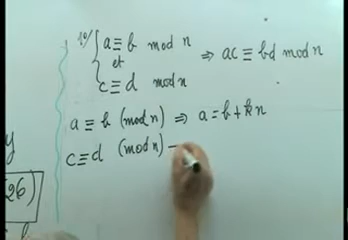 1°/ { a ≡ b mod n
et ⇒ ac ≡ bd mod n
c ≡ d mod n
a ≡ b (mod n) ⇒ a = b + kn
c ≡ d (mod n) –
26)